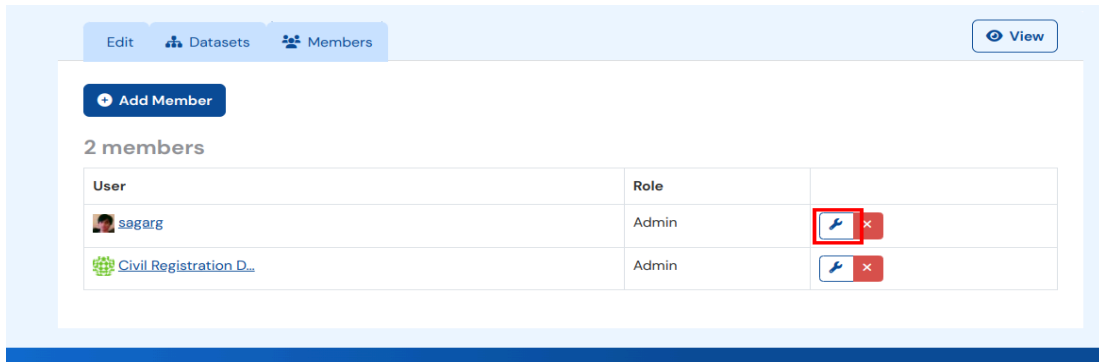 Edit Datasets Members View
Add Member
2 members
User Role
sagarg Admin
Civil Registration D... Admin